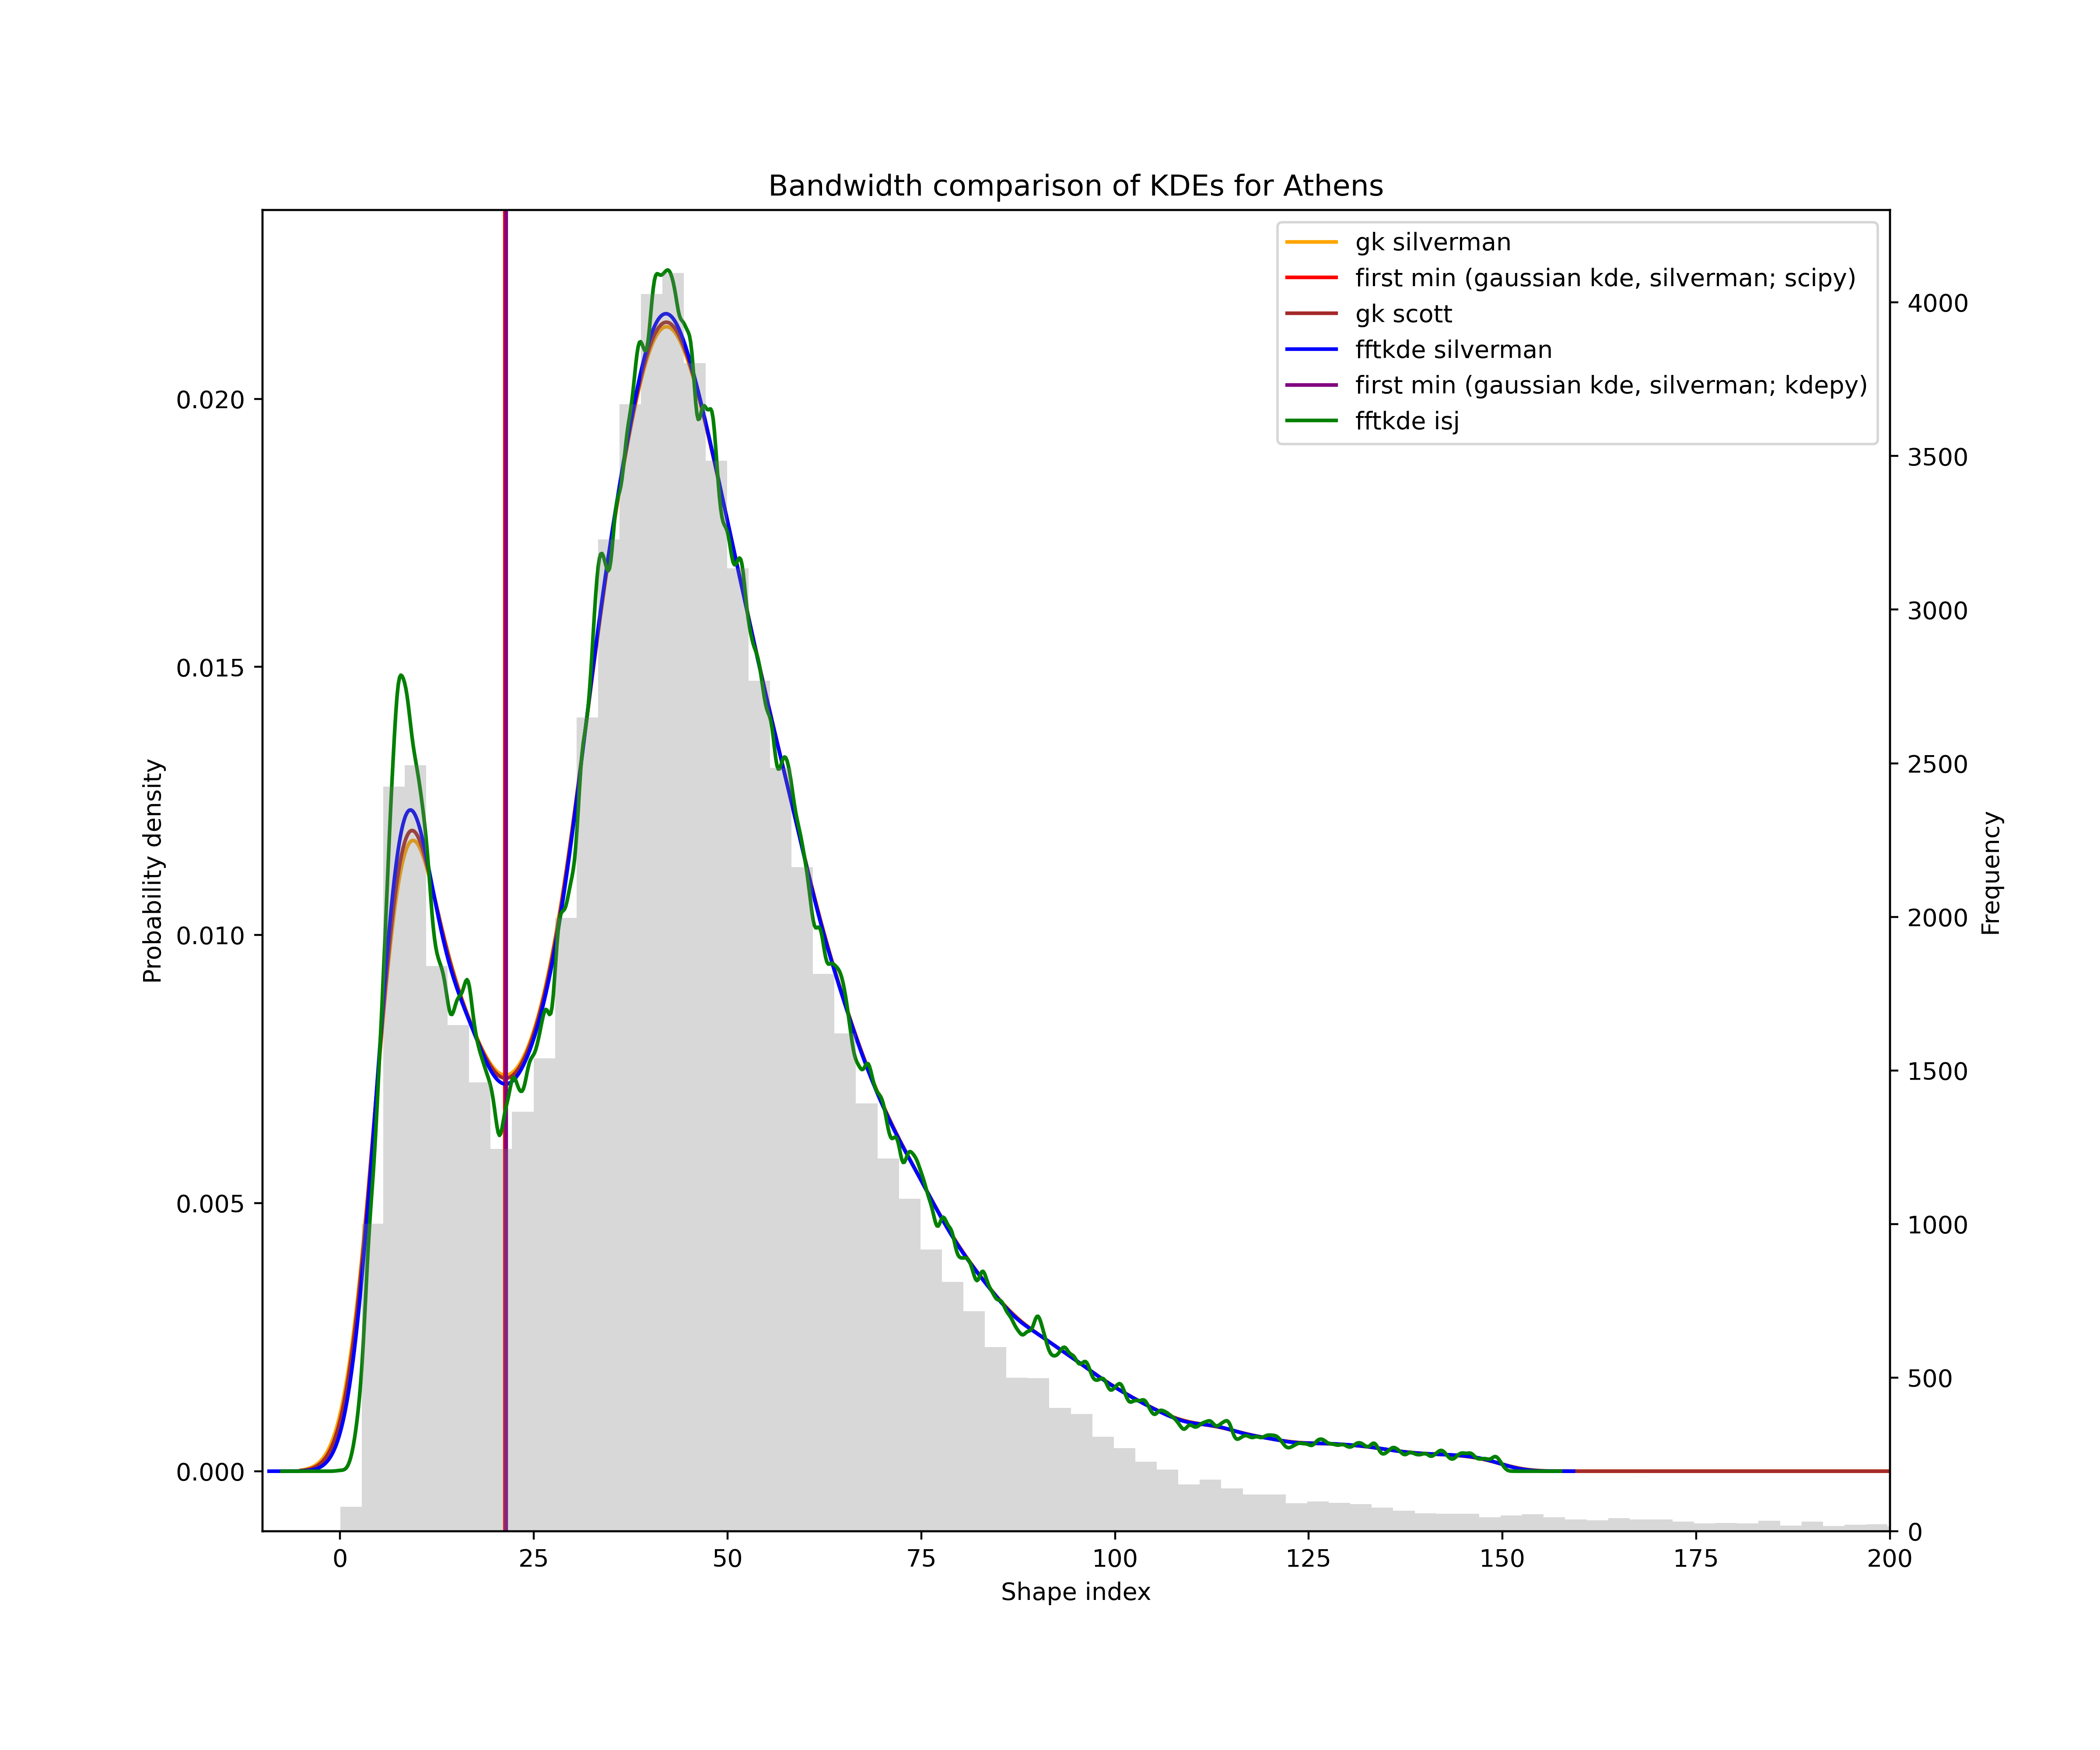 Bandwidth comparison of KDEs for Athens
gk silverman
first min (gaussian kde, silverman; scipy)
gk scott
fftkde silverman
first min (gaussian kde, silverman; kdepy)
fftkde isj
Probability density
0.020
0.015
0.010
0.005
0.000
4000
3500
3000
2500
2000
1500
1000
500
0
Frequency
0 25 50 75 100 125 150 175 200
Shape index